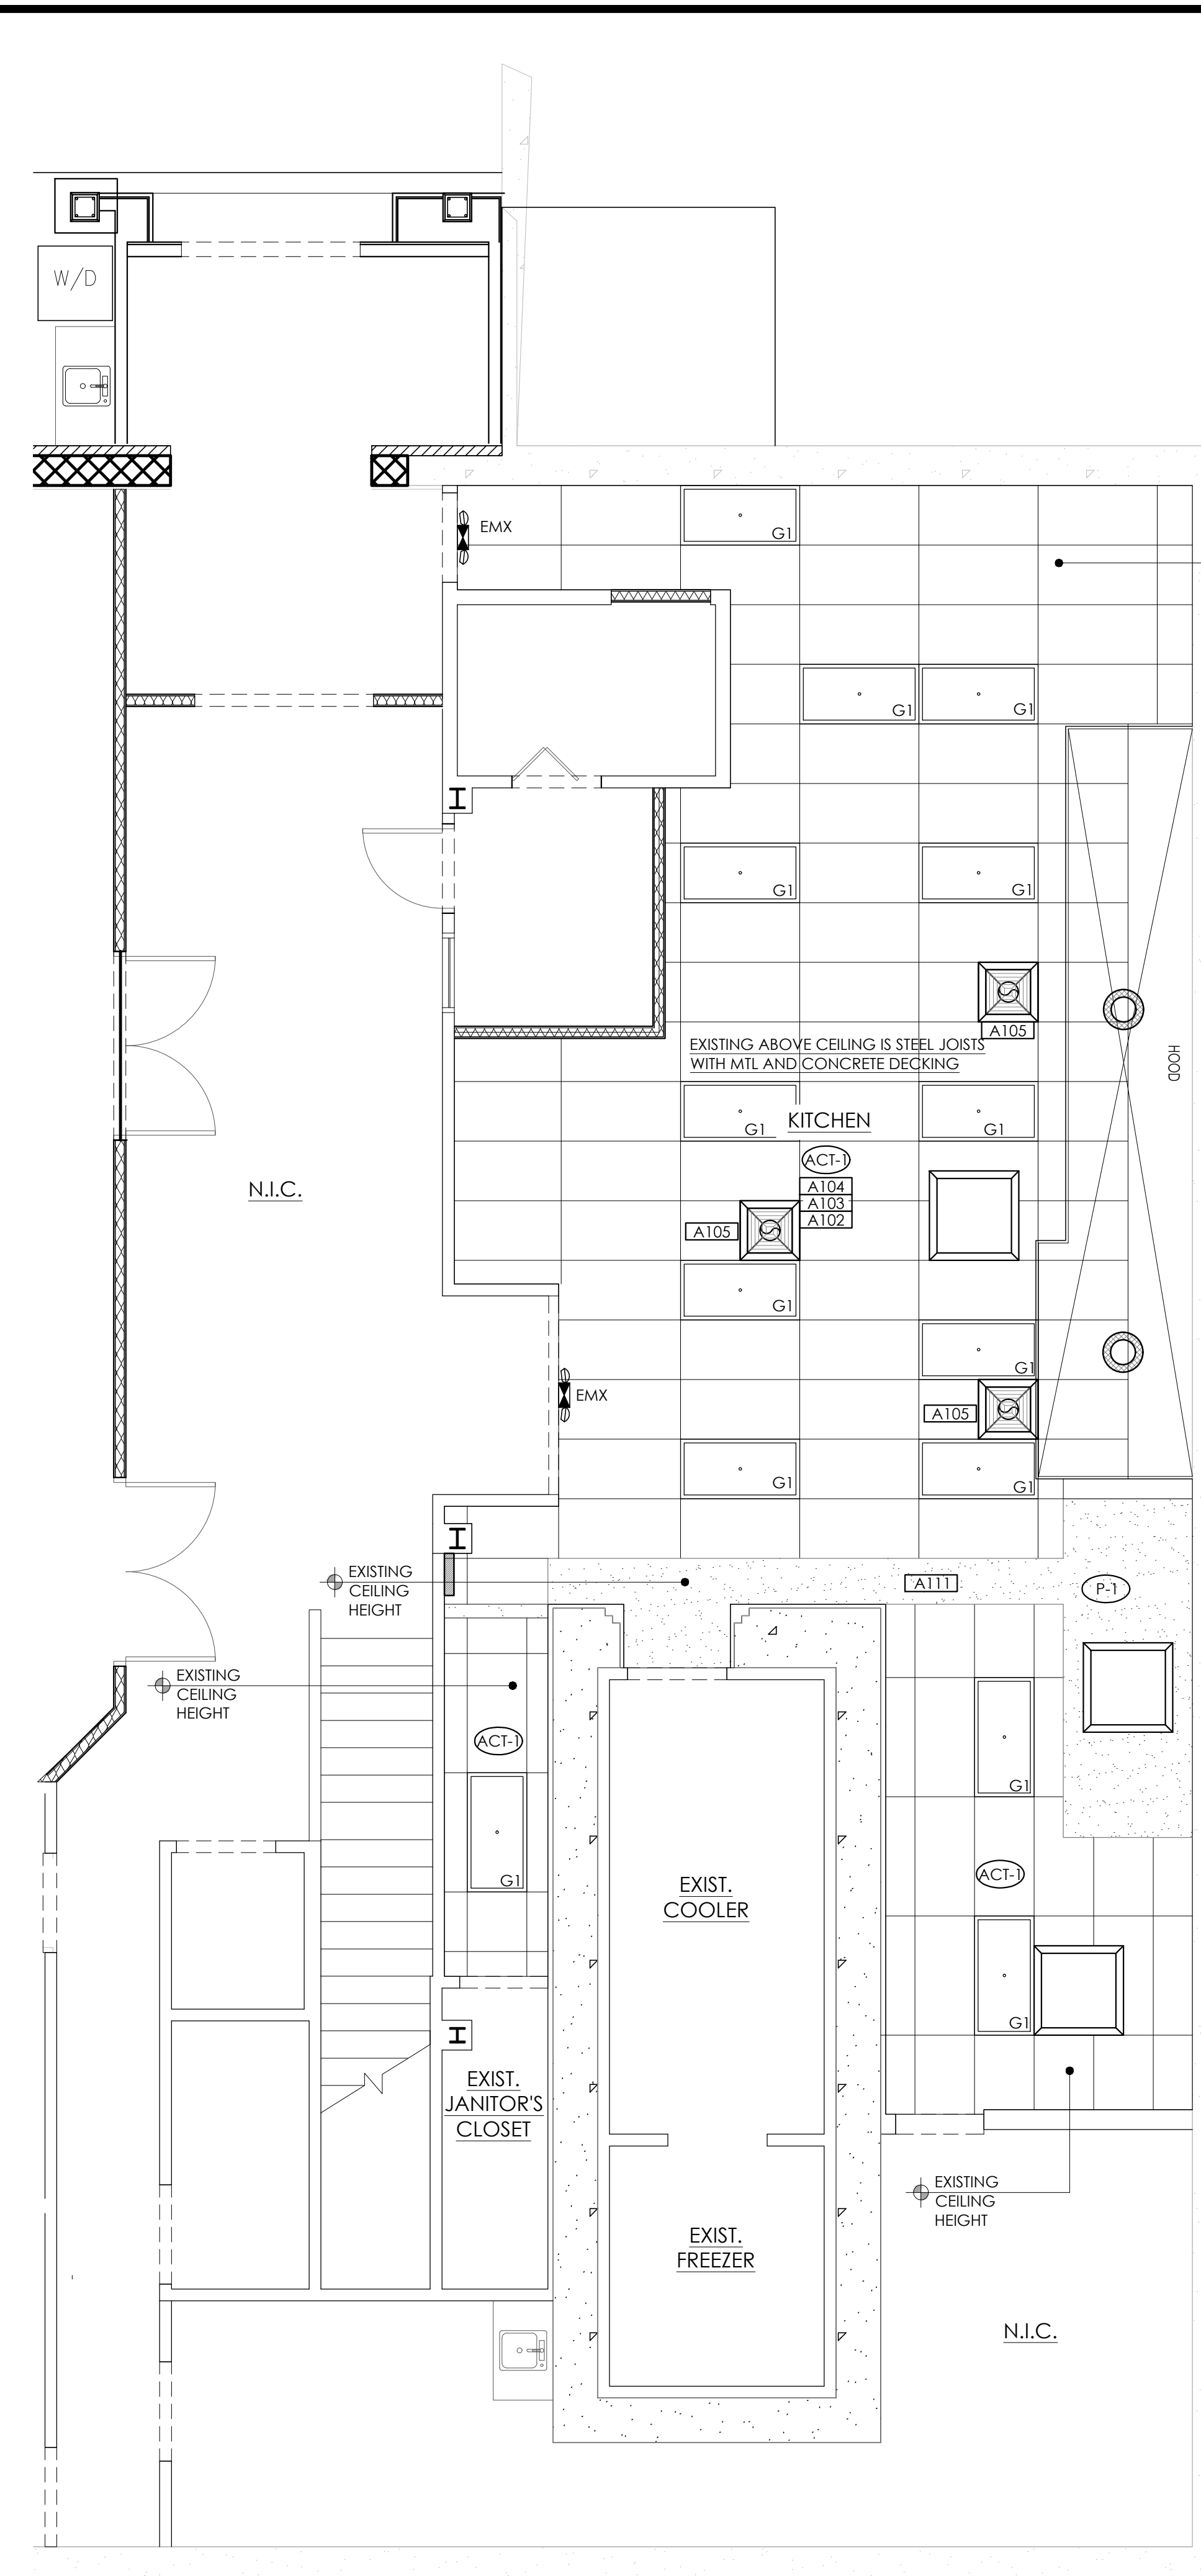 W/D
EMX
G1
G1
G1
G1
G1
A105
EXISTING ABOVE CEILING IS STEEL JOISTS
WITH MTL AND CONCRETE DECKING
HOOD
G1
KITCHEN
G1
ACT-1
A104
A103
A102
N.I.C.
A105
G1
G1
EMX
A105
G1
G1
EXISTING
CEILING
HEIGHT
A111
P-1
EXISTING
CEILING
HEIGHT
ACT-1
G1
G1
ACT-1
EXIST.
COOLER
G1
EXIST.
JANITOR'S
CLOSET
EXISTING
CEILING
HEIGHT
EXIST.
FREEZER
N.I.C.